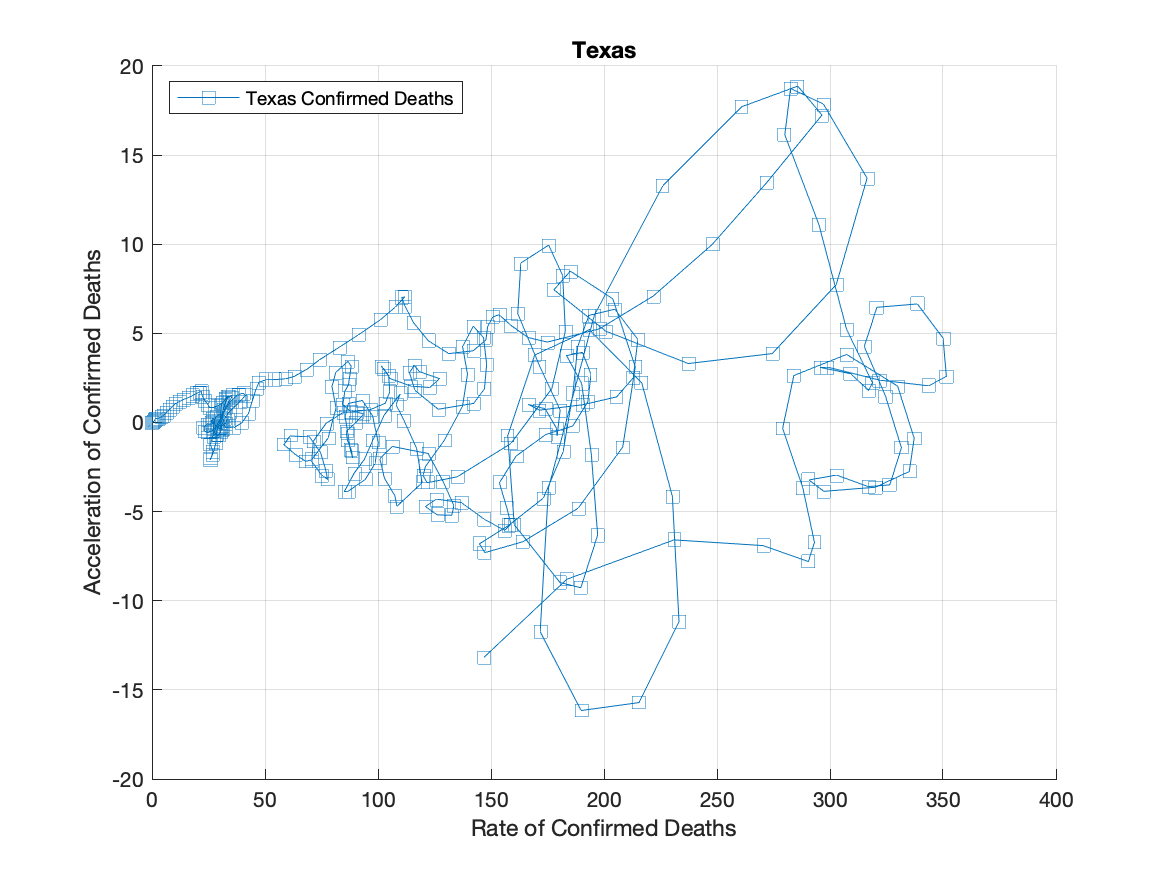 Texas
Texas Confirmed Deaths
20
15
10
5
0
-5
-10
-15
-20
Acceleration of Confirmed Deaths
0 50 100 150 200 250 300 350 400
Rate of Confirmed Deaths